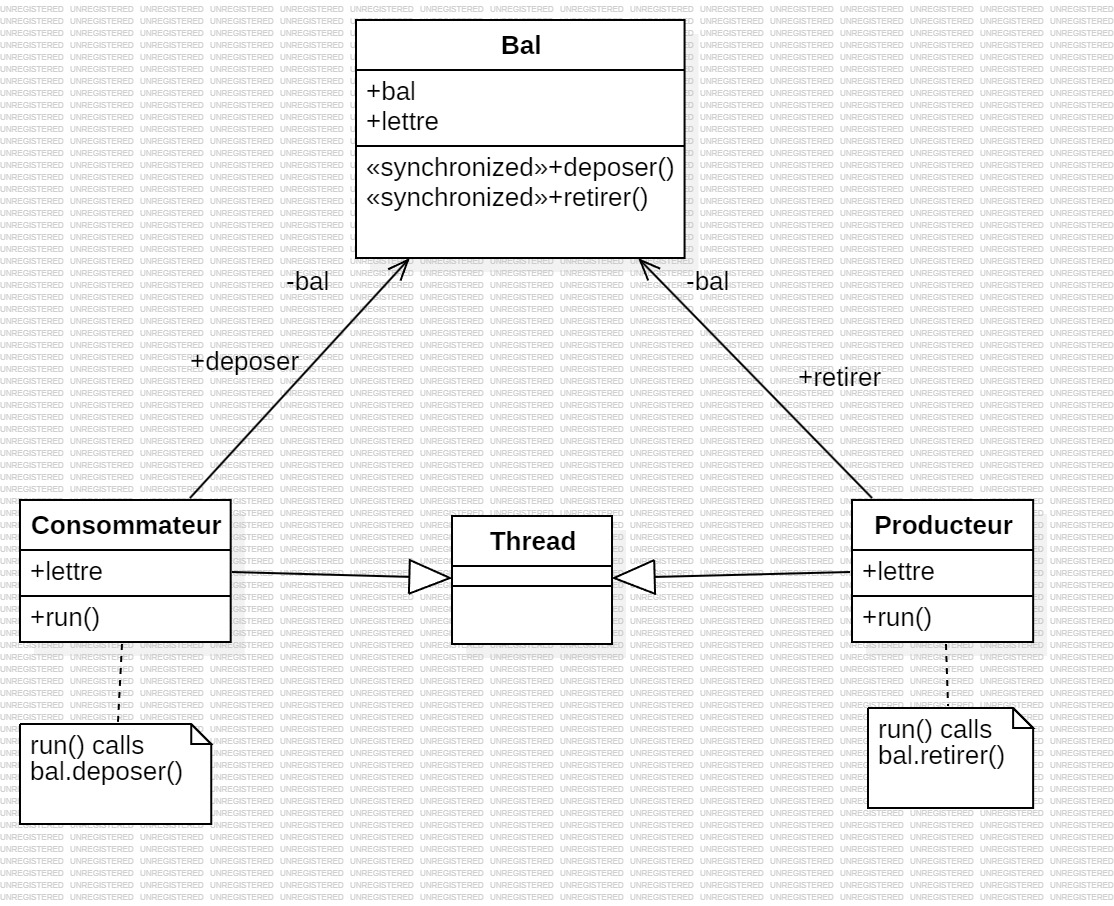 Bal
+bal
+lettre
«synchronized»+deposer()
«synchronized»+retirer()
-bal
-bal
+deposer
+retirer
Consommateur
+lettre
+run()
Thread
Producteur
+lettre
+run()
run() calls
bal.deposer()
run() calls
bal.retirer()
UNREGISTERED